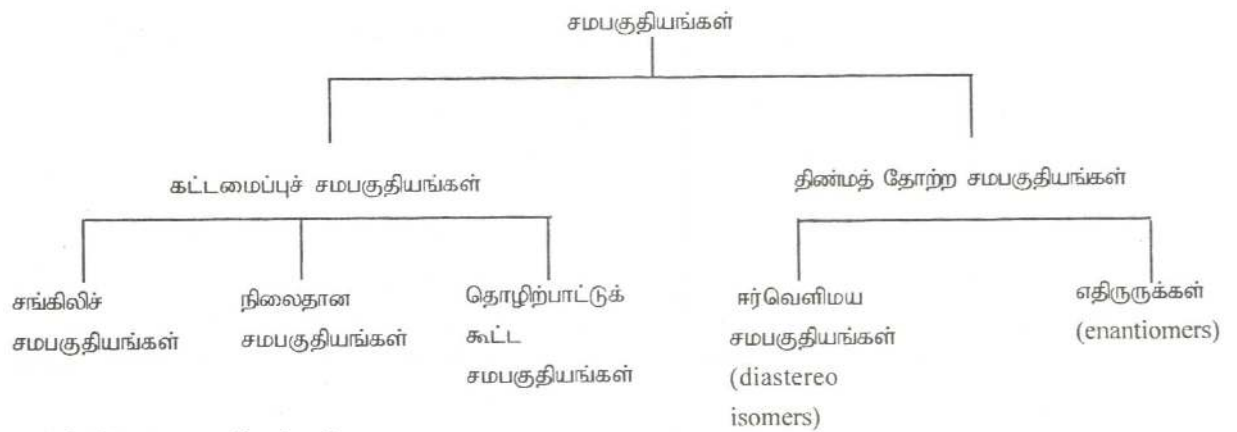 சமபகுதியங்கள்
கட்டமைப்புச் சமபகுதியங்கள்
திண்மத் தோற்ற சமபகுதியங்கள்
சங்கிலிச்
சமபகுதியங்கள்
நிலைதான
சமபகுதியங்கள்
தொழிற்பாட்டுக்
கூட்ட
சமபகுதியங்கள்
ஈர்வெளிமய
சமபகுதியங்கள்
(diastereo
isomers)
எதிருருக்கள்
(enantiomers)